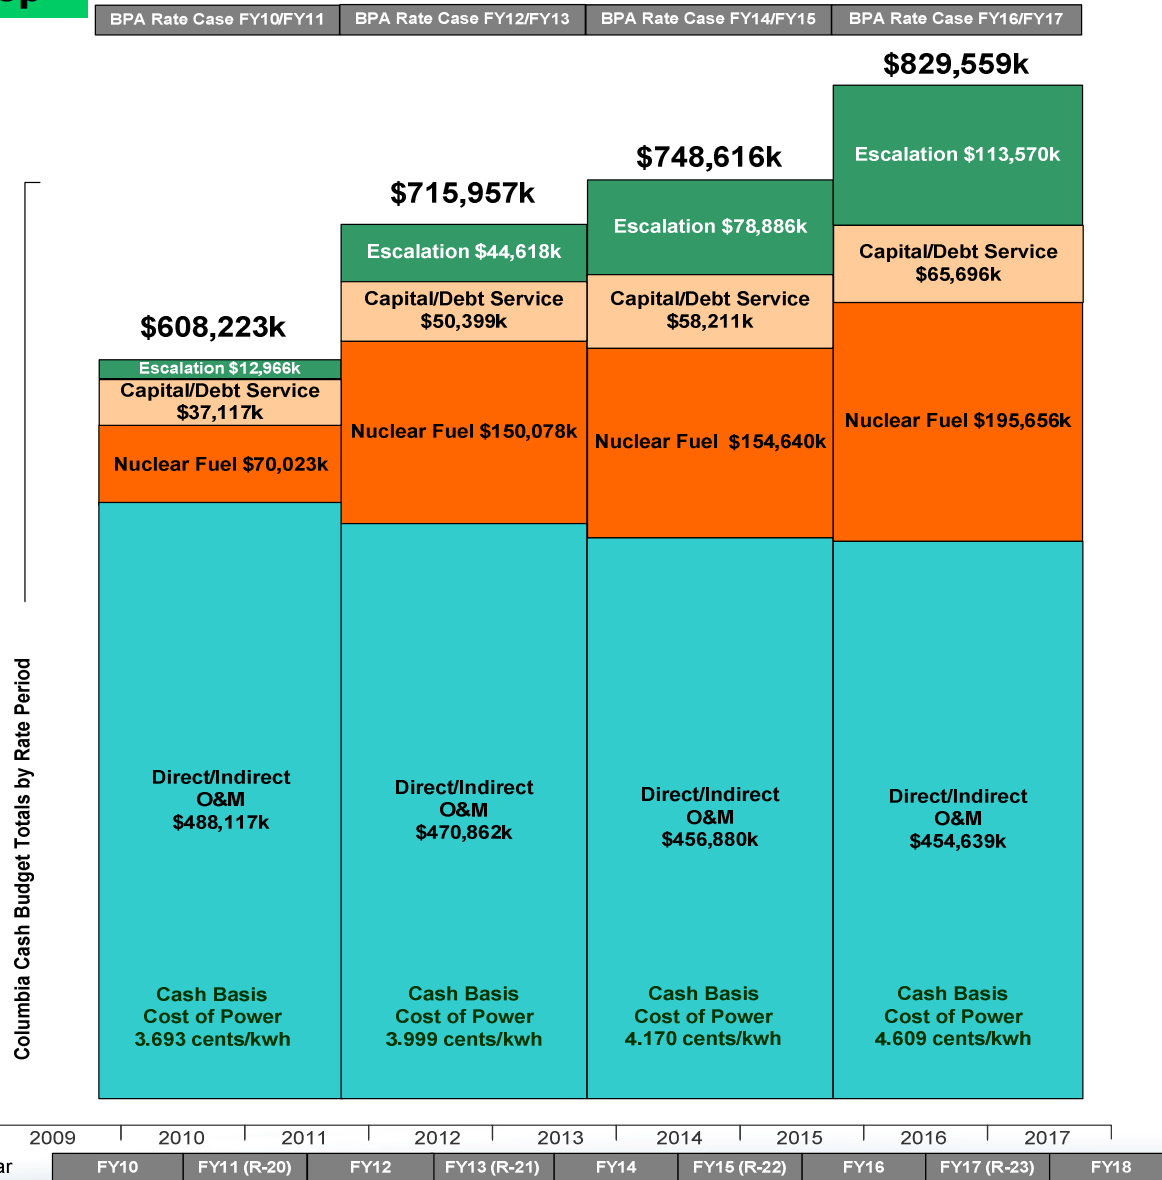 BPA Rate Case FY10/FY11
BPA Rate Case FY12/FY13
BPA Rate Case FY14/FY15
BPA Rate Case FY16/FY17
$829,559k
Escalation $113,570k
Capital/Debt Service
$65,696k
Nuclear Fuel $195,656k
$748,616k
Escalation $78,886k
Capital/Debt Service
$58,211k
Nuclear Fuel $154,640k
$715,957k
Escalation $44,618k
Capital/Debt Service
$50,399k
Nuclear Fuel $150,078k
$608,223k
Escalation $12,966k
Capital/Debt Service
$37,117k
Nuclear Fuel $70,023k
Columbia Cash Budget Totals by Rate Period
Direct/Indirect
O&M
$488,117k
Direct/Indirect
O&M
$470,862k
Direct/Indirect
O&M
$456,880k
Direct/Indirect
O&M
$454,639k
Cash Basis
Cost of Power
3.693 cents/kwh
Cash Basis
Cost of Power
3.999 cents/kwh
Cash Basis
Cost of Power
4.170 cents/kwh
Cash Basis
Cost of Power
4.609 cents/kwh
2009
2010
2011
2012
2013
2014
2015
2016
2017
ar
FY10
FY11 (R-20)
FY12
FY13 (R-21)
FY14
FY15 (R-22)
FY16
FY17 (R-23)
FY18